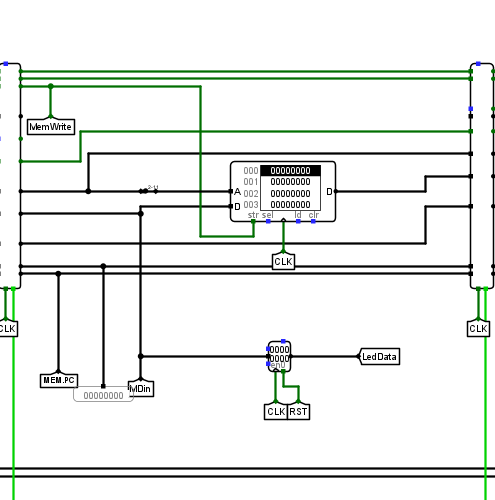 MemWrite
000 00000000
001 00000000
A 002 00000000 D
D 003 00000000
str sel ld clr
CLK
CLK
CLK
0000
0000
LedData
MEM.PC
MDin
00000000
CLK RST